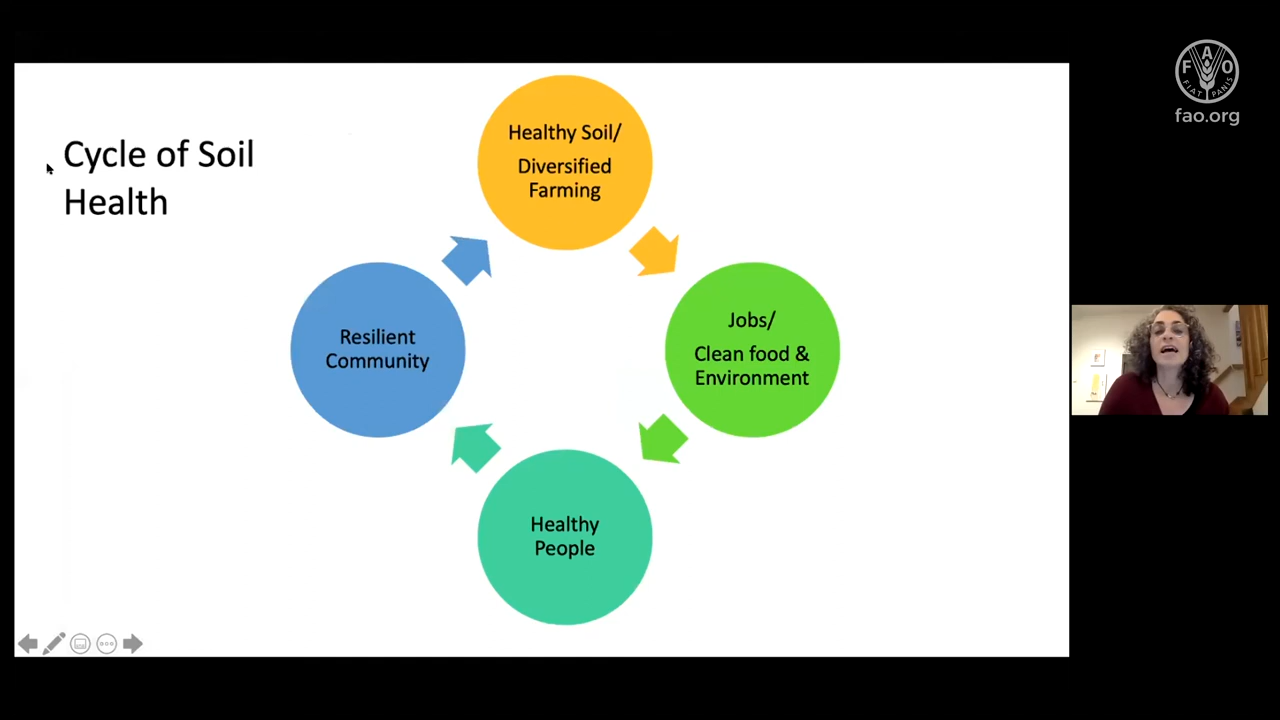 Cycle of Soil
Health
Healthy Soil/
Diversified
Farming
Jobs/
Clean food &
Environment
Healthy
People
Resilient
Community
F A O
FIAT PANIS
fao.org